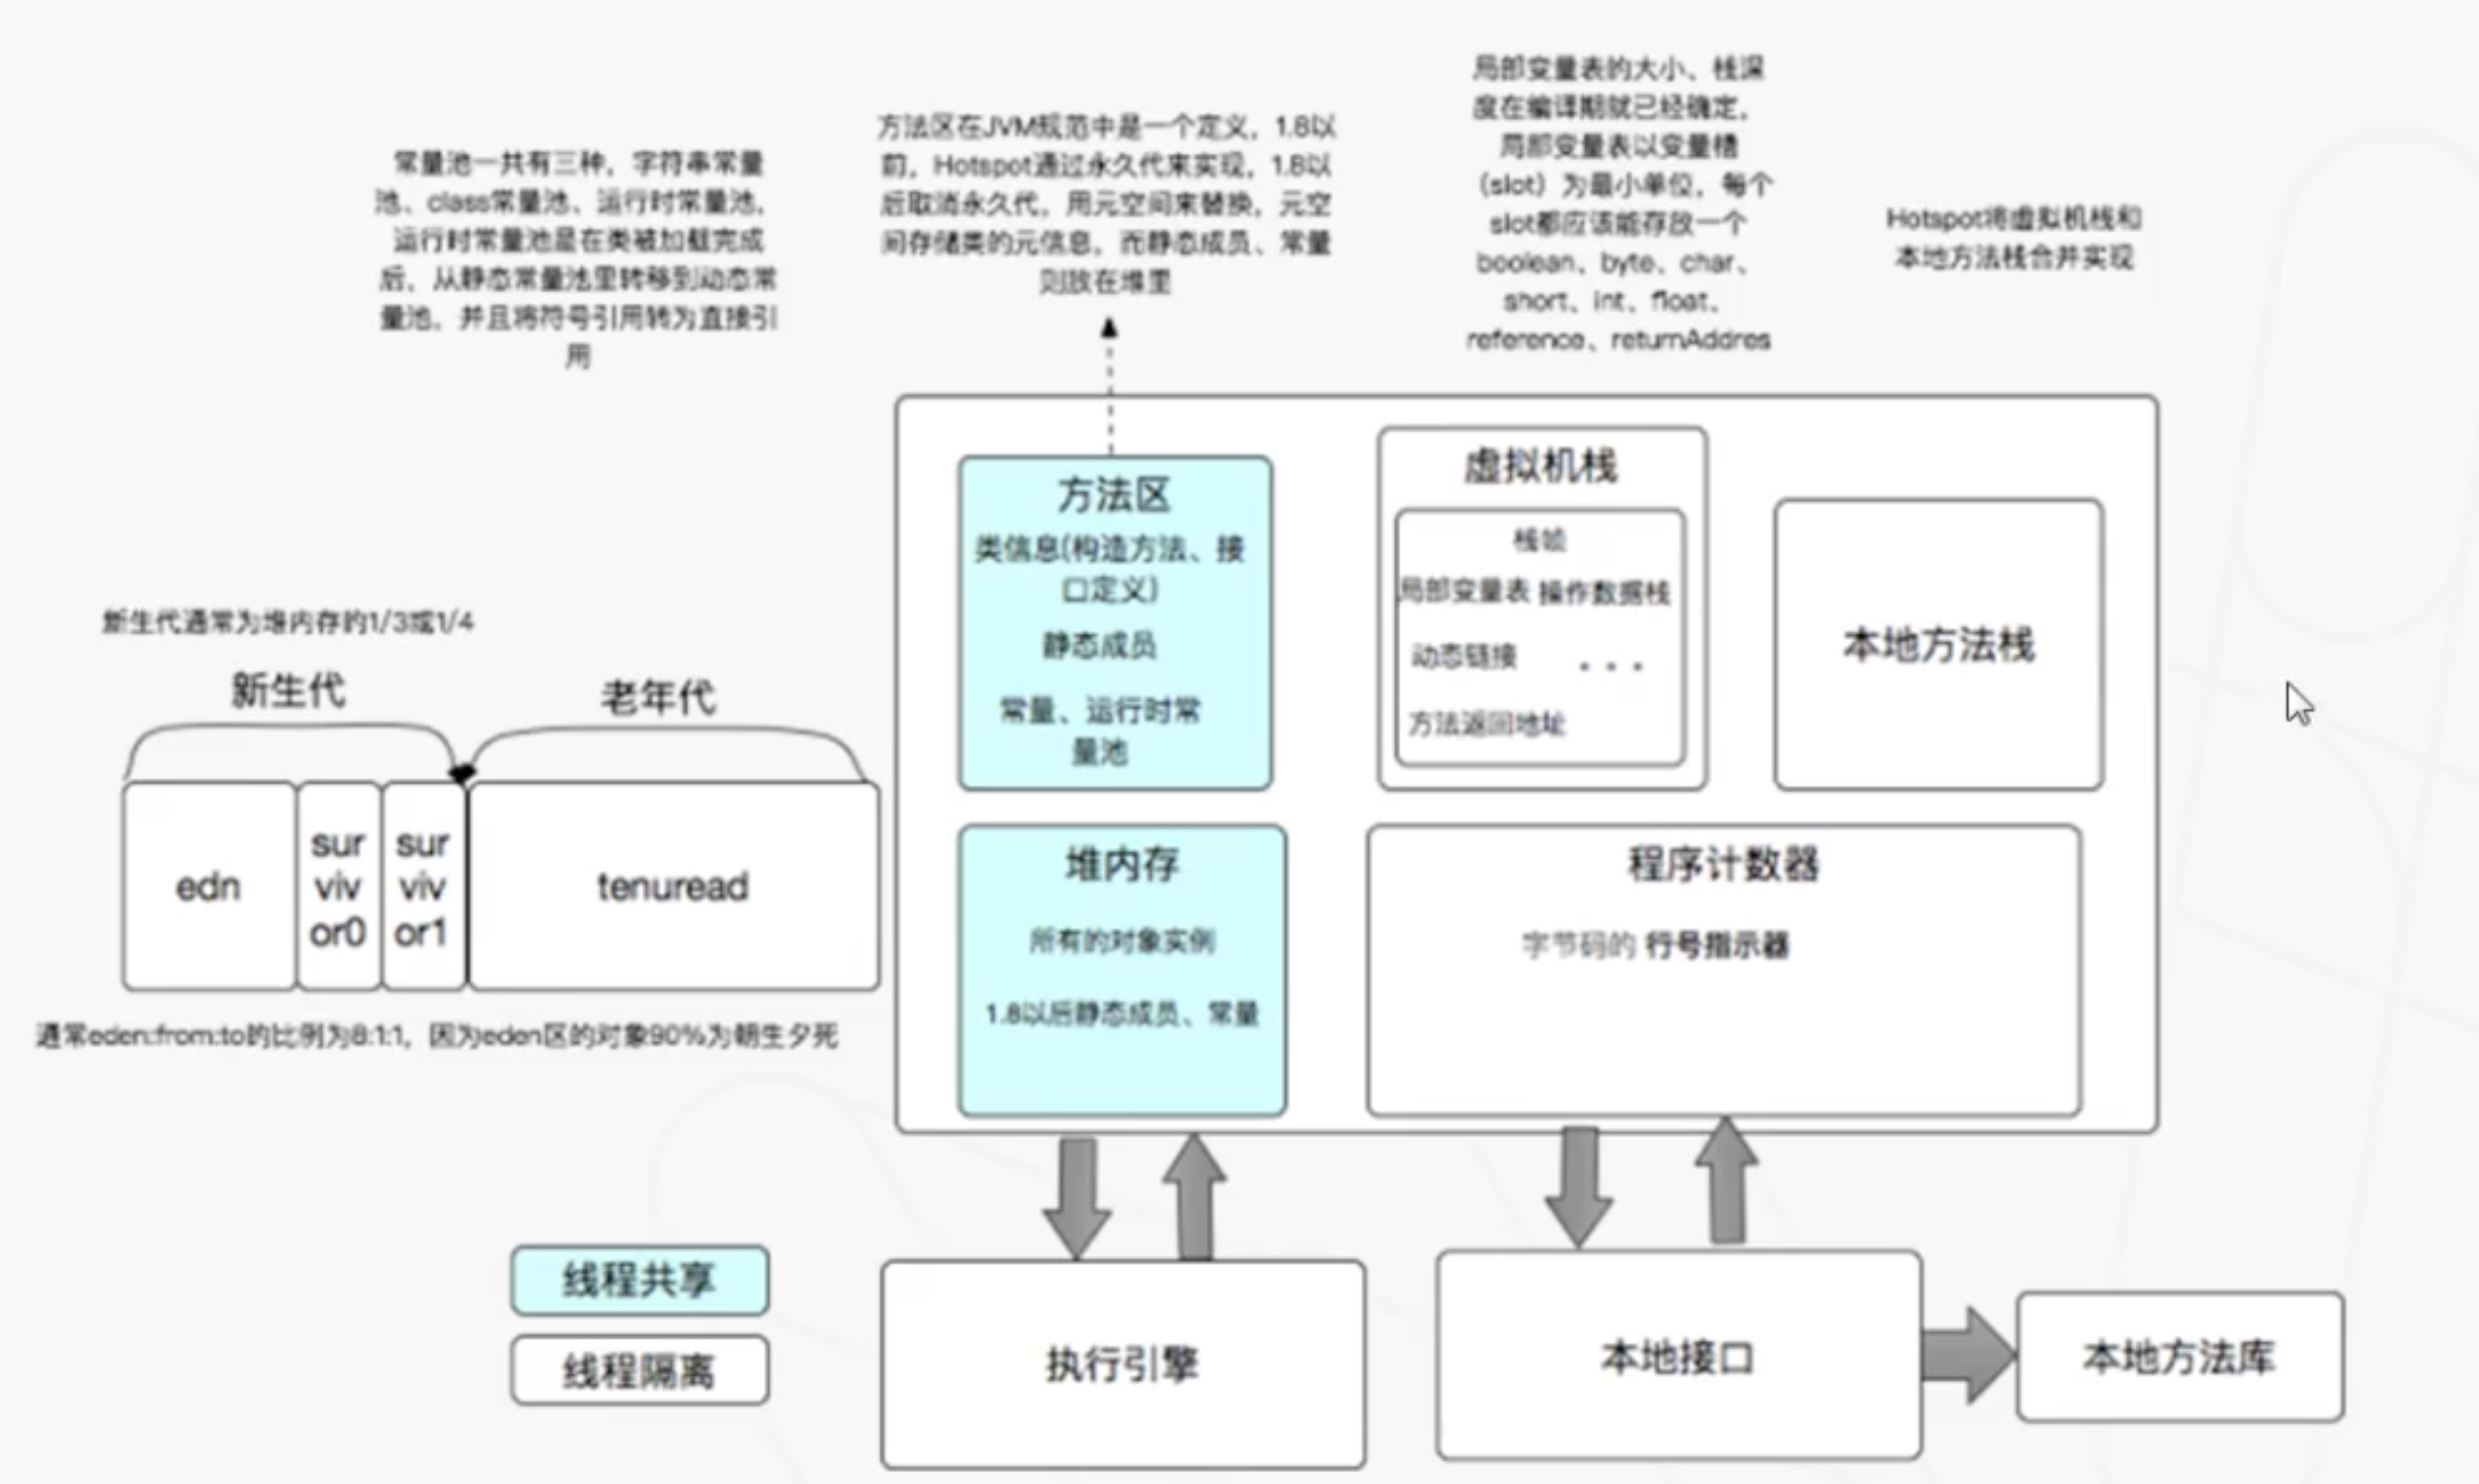 常量池一共有三种，字符串常量
池、class常量池、运行时常量池，
运行时常量池是在类被加载完成
后，从静态常量池里转移到动态常
量池，并且将符号引用转为直接引
用
方法区在JVM规范中是一个定义，1.8以
前，Hotspot通过永久代来实现，1.8以
后取消永久代，用元空间来替换，元空
间存储类的元信息，而静态成员、常量
则放在堆里
局部变量表的大小、栈深
度在编译期就已经确定，
局部变量表以变量槽
（slot）为最小单位，每个
slot都应该能存放一个
boolean、byte、char、
short、int、float、
reference、returnAddres
Hotspot将虚拟机栈和
本地方法栈合并实现
新生代通常为堆内存的1/3或1/4
新生代
老年代
edn
sur
viv
or0
sur
viv
or1
tenuread
通常eden:from:to的比例为8:1:1，因为eden区的对象90%为朝生夕死
方法区
类信息(构造方法、接
口定义)
静态成员
常量、运行时常
量池
虚拟机栈
栈帧
局部变量表 操作数据栈
动态链接 。。。
方法返回地址
本地方法栈
堆内存
所有的对象实例
1.8以后静态成员、常量
程序计数器
字节码的 行号指示器
线程共享
线程隔离
执行引擎
本地接口
本地方法库